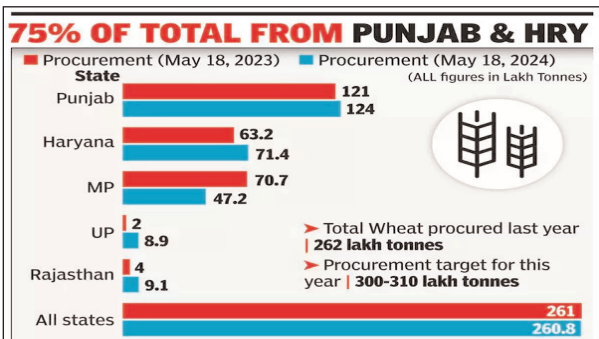 75% OF TOTAL FROM PUNJAB & HRY
Procurement (May 18, 2023) Procurement (May 18, 2024)
State (ALL figures in Lakh Tonnes)
Punjab 121
124
Haryana 63.2
71.4
MP 70.7
47.2
UP 2
8.9
Rajasthan 4
9.1
➤ Total Wheat procured last year
| 262 lakh tonnes
➤ Procurement target for this
year | 300-310 lakh tonnes
All states 261
260.8